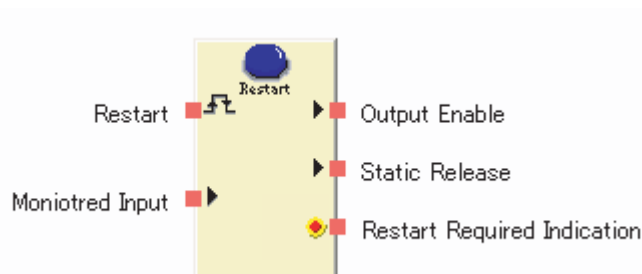 Restart
Restart
Output Enable
Static Release
Moniotred Input
Restart Required Indication